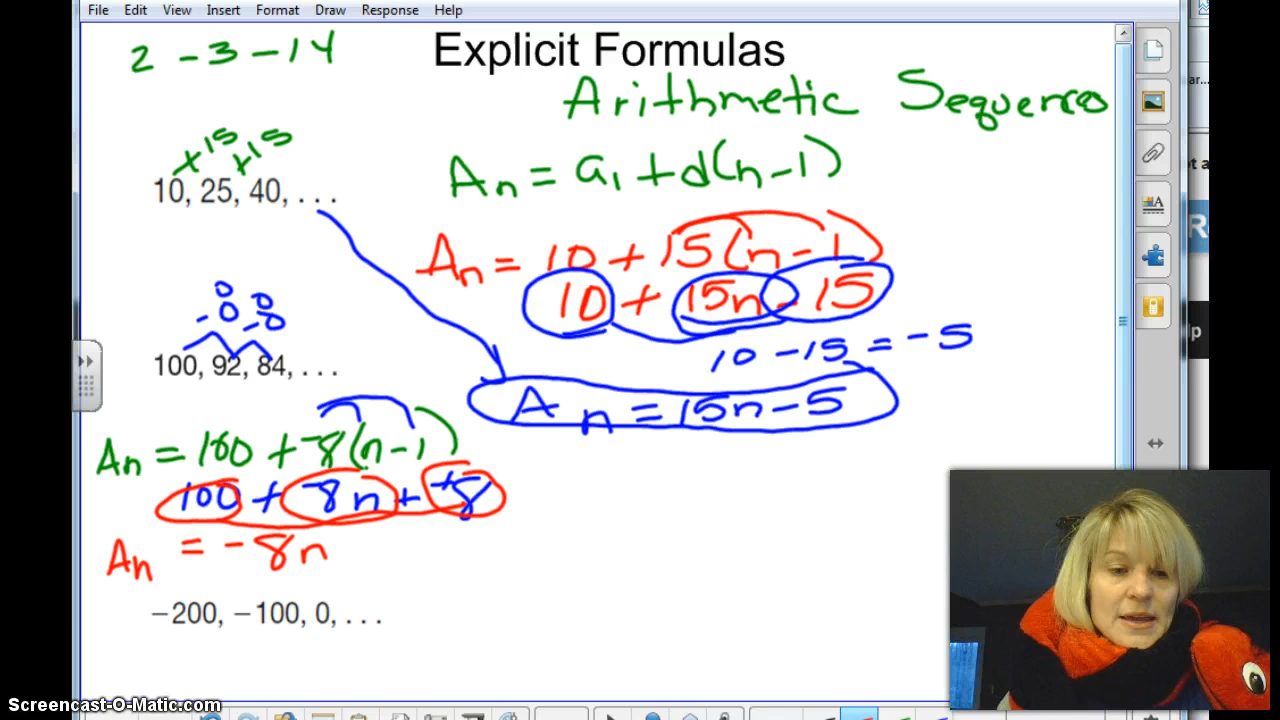 File Edit View Insert Format Draw Response Help
2 -3 -14
Explicit Formulas
Arithmetic Sequences
+15 +15
10, 25, 40, . . .
An = a1 + d(n-1)
An = 10 + 15(n-1)
10 + 15n - 15
10 - 15 = -5
An = 15n - 5
-8 -8
100, 92, 84, . . .
An = 100 + -8(n-1)
100 + -8n + +8
An = -8n
−200, −100, 0, . . .
Screencast-O-Matic.com